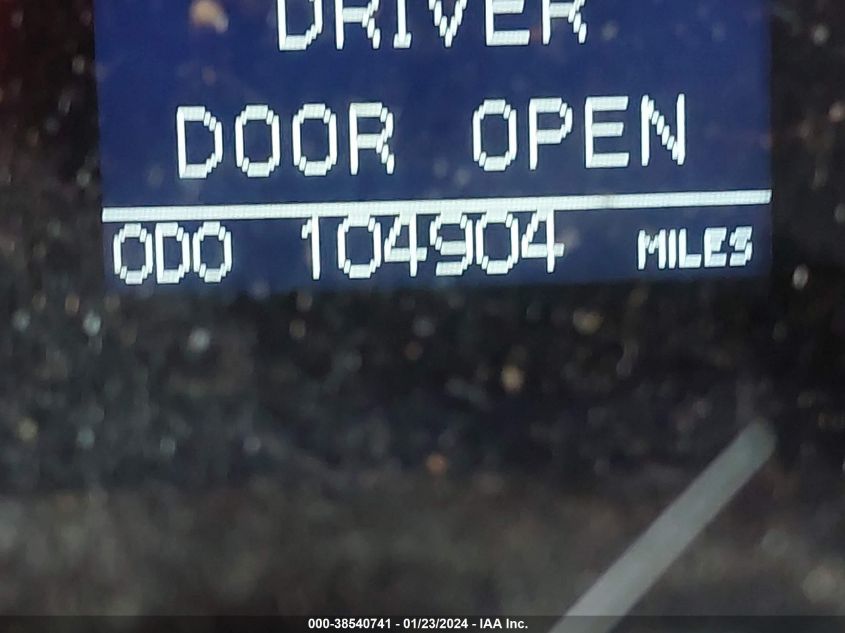 DRIVER
DOOR OPEN
ODO 104904 MILES
000-38540741 - 01/23/2024 - IAA Inc.